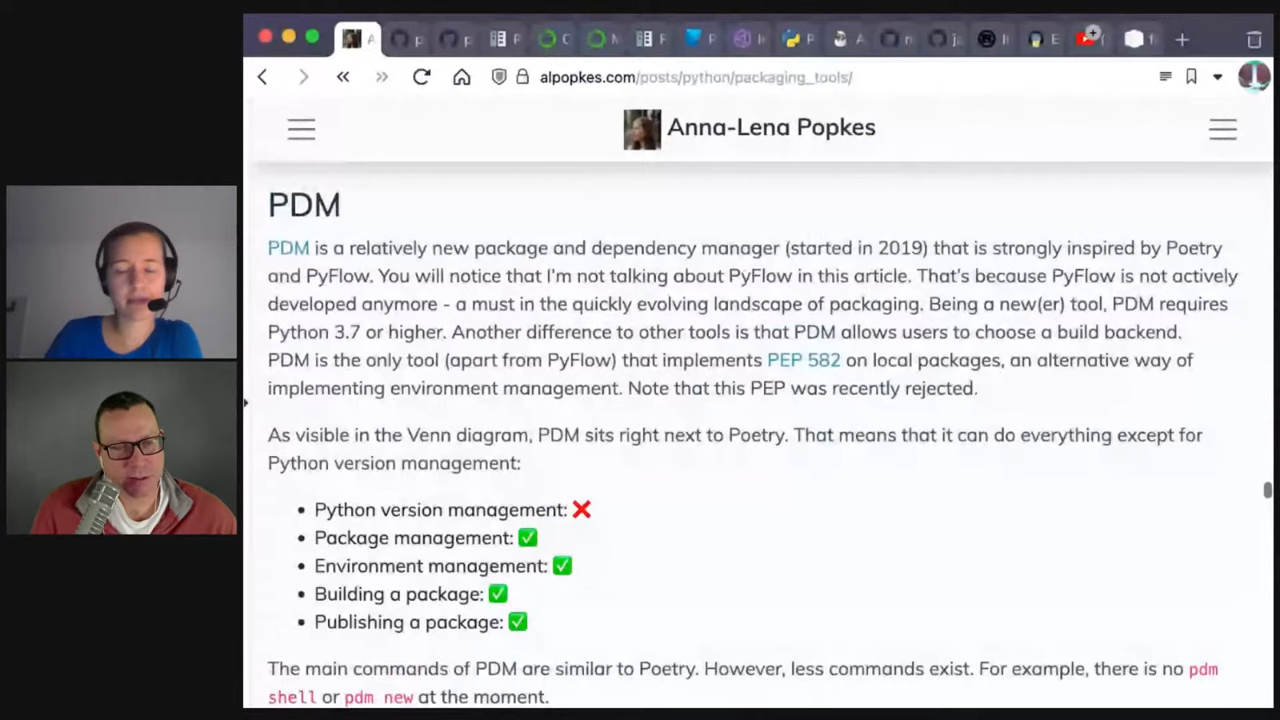 alpopkes.com/posts/python/packaging_tools/
Anna-Lena Popkes
PDM
PDM is a relatively new package and dependency manager (started in 2019) that is strongly inspired by Poetry
and PyFlow. You will notice that I'm not talking about PyFlow in this article. That's because PyFlow is not actively
developed anymore - a must in the quickly evolving landscape of packaging. Being a new(er) tool, PDM requires
Python 3.7 or higher. Another difference to other tools is that PDM allows users to choose a build backend.
PDM is the only tool (apart from PyFlow) that implements PEP 582 on local packages, an alternative way of
implementing environment management. Note that this PEP was recently rejected.
As visible in the Venn diagram, PDM sits right next to Poetry. That means that it can do everything except for
Python version management:
• Python version management: ❌
• Package management: ✅
• Environment management: ✅
• Building a package: ✅
• Publishing a package: ✅
The main commands of PDM are similar to Poetry. However, less commands exist. For example, there is no pdm
shell or pdm new at the moment.